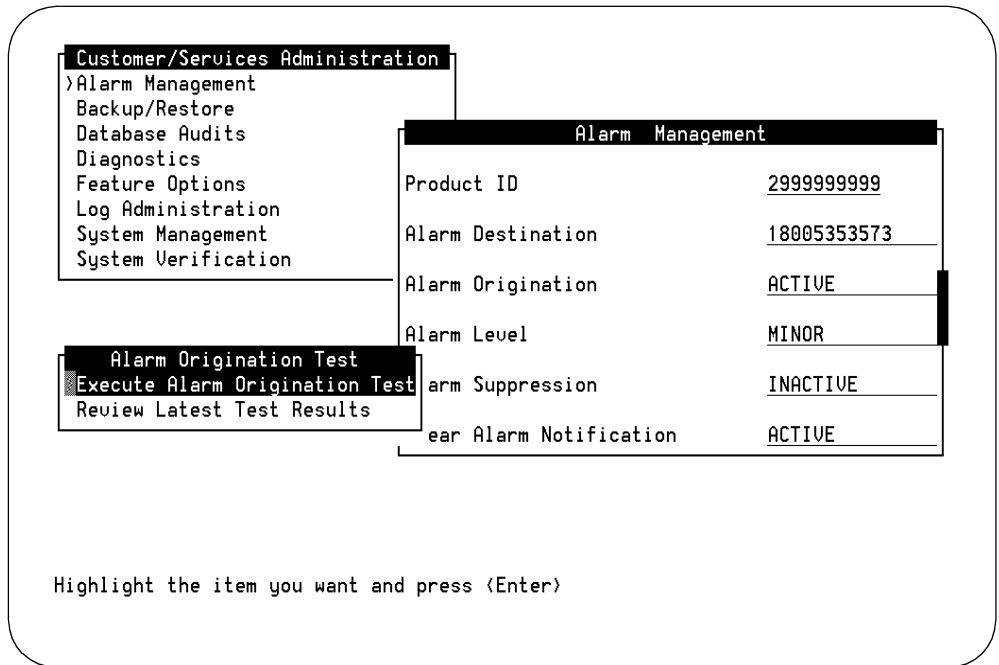 Customer/Services Administration
>Alarm Management
Backup/Restore
Database Audits
Diagnostics
Feature Options
Log Administration
System Management
System Verification
Alarm Management
Product ID 2999999999
Alarm Destination 18005353573
Alarm Origination ACTIVE
Alarm Level MINOR
arm Suppression INACTIVE
ear Alarm Notification ACTIVE
Alarm Origination Test
>Execute Alarm Origination Test
Review Latest Test Results
Highlight the item you want and press <Enter>